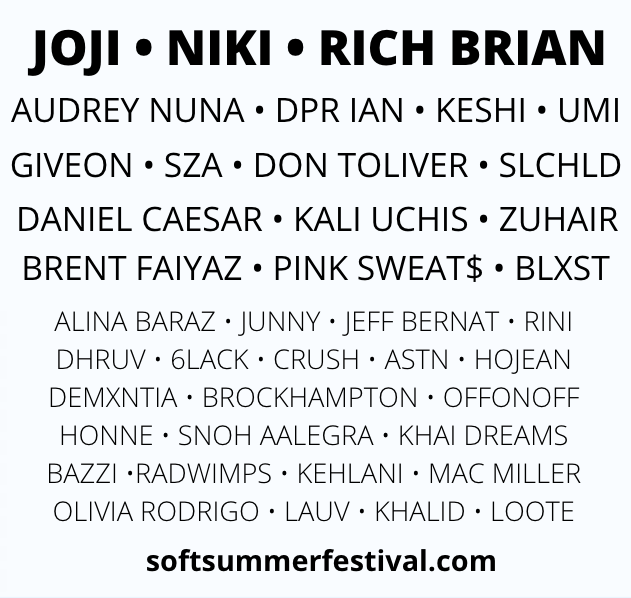 JOJI • NIKI • RICH BRIAN
AUDREY NUNA • DPR IAN • KESHI • UMI
GIVEON • SZA • DON TOLIVER • SLCHLD
DANIEL CAESAR • KALI UCHIS • ZUHAIR
BRENT FAIYAZ • PINK SWEAT$ • BLXST
ALINA BARAZ • JUNNY • JEFF BERNAT • RINI
DHRUV • 6LACK • CRUSH • ASTN • HOJEAN
DEMXNTIA • BROCKHAMPTON • OFFONOFF
HONNE • SNOH AALEGRA • KHAI DREAMS
BAZZI •RADWIMPS • KEHLANI • MAC MILLER
OLIVIA RODRIGO • LAUV • KHALID • LOOTE
softsummerfestival.com